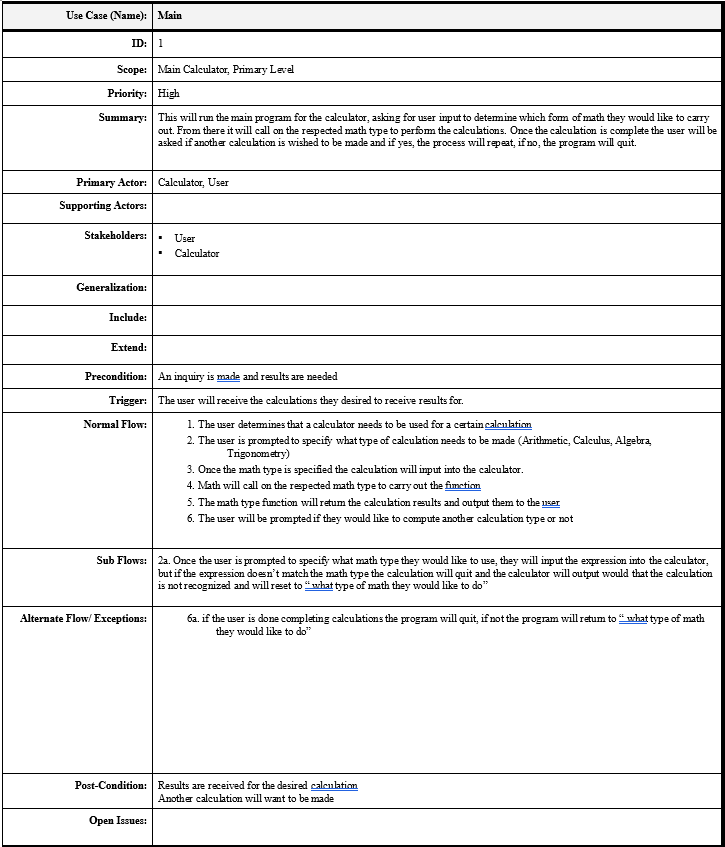 Use Case (Name): Main
ID: 1
Scope: Main Calculator, Primary Level
Priority: High
Summary: This will run the main program for the calculator, asking for user input to determine which form of math they would like to carry
out. From there it will call on the respected math type to perform the calculations. Once the calculation is complete the user will be
asked if another calculation is wished to be made and if yes, the process will repeat, if no, the program will quit.
Primary Actor: Calculator, User
Supporting Actors:
Stakeholders: ▪ User
▪ Calculator
Generalization:
Include:
Extend:
Precondition: An inquiry is made and results are needed
Trigger: The user will receive the calculations they desired to receive results for.
Normal Flow: 1. The user determines that a calculator needs to be used for a certain calculation
2. The user is prompted to specify what type of calculation needs to be made (Arithmetic, Calculus, Algebra,
Trigonometry)
3. Once the math type is specified the calculation will input into the calculator.
4. Math will call on the respected math type to carry out the function
5. The math type function will return the calculation results and output them to the user
6. The user will be prompted if they would like to compute another calculation type or not
Sub Flows: 2a. Once the user is prompted to specify what math type they would like to use, they will input the expression into the calculator,
but if the expression doesn’t match the math type the calculation will quit and the calculator will output would that the calculation
is not recognized and will reset to “ what type of math they would like to do”
Alternate Flow/ Exceptions: 6a. if the user is done completing calculations the program will quit, if not the program will return to “ what type of math
they would like to do”
Post-Condition: Results are received for the desired calculation
Another calculation will want to be made
Open Issues: